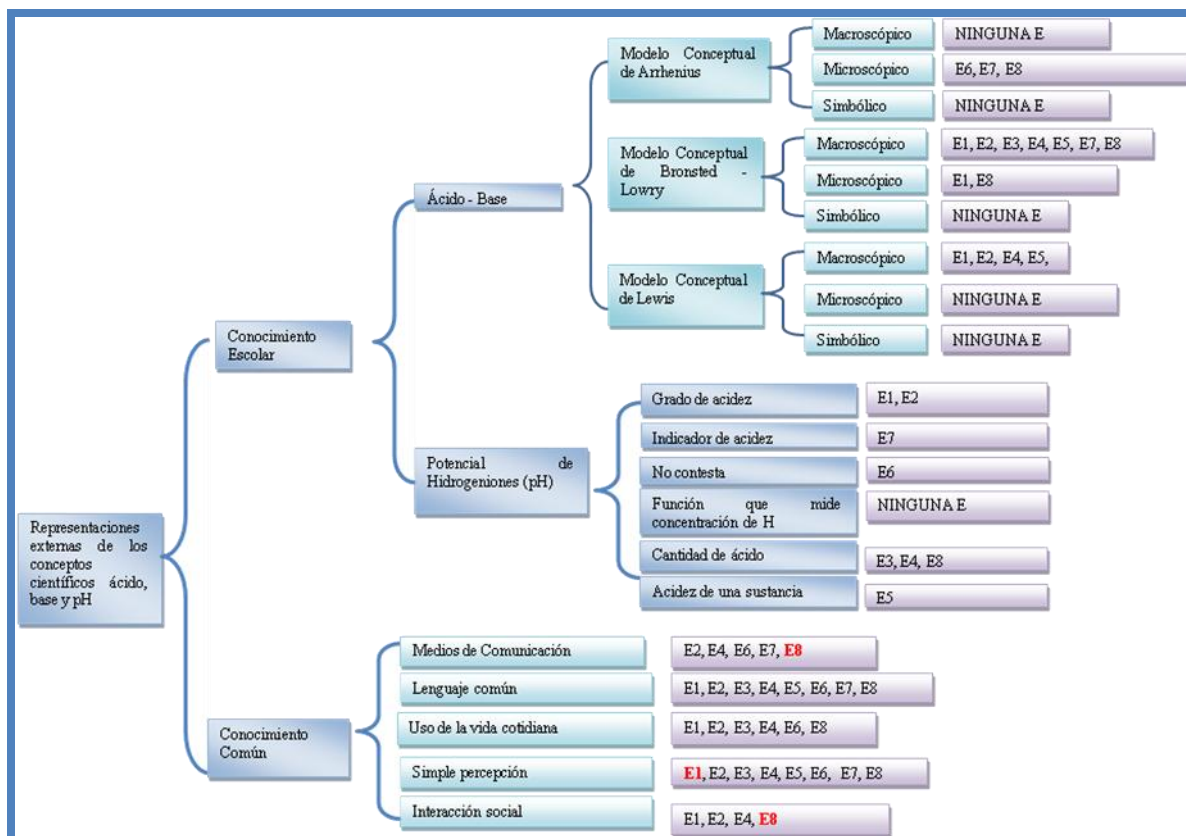 Representaciones
externas de los
conceptos
científicos ácido,
base y pH
Conocimiento
Escolar
Ácido - Base
Modelo Conceptual
de Arrhenius
Macroscópico
NINGUNA E
Microscópico
E6, E7, E8
Simbólico
NINGUNA E
Modelo Conceptual
de Bronsted -
Lowry
Macroscópico
E1, E2, E3, E4, E5, E7, E8
Microscópico
E1, E8
Simbólico
NINGUNA E
Modelo Conceptual
de Lewis
Macroscópico
E1, E2, E4, E5,
Microscópico
NINGUNA E
Simbólico
NINGUNA E
Potencial de
Hidrogeniones (pH)
Grado de acidez
E1, E2
Indicador de acidez
E7
No contesta
E6
Función que mide
concentración de H
NINGUNA E
Cantidad de ácido
E3, E4, E8
Acidez de una sustancia
E5
Conocimiento
Común
Medios de Comunicación
E2, E4, E6, E7, E8
Lenguaje común
E1, E2, E3, E4, E5, E6, E7, E8
Uso de la vida cotidiana
E1, E2, E3, E4, E6, E8
Simple percepción
E1, E2, E3, E4, E5, E6, E7, E8
Interacción social
E1, E2, E4, E8